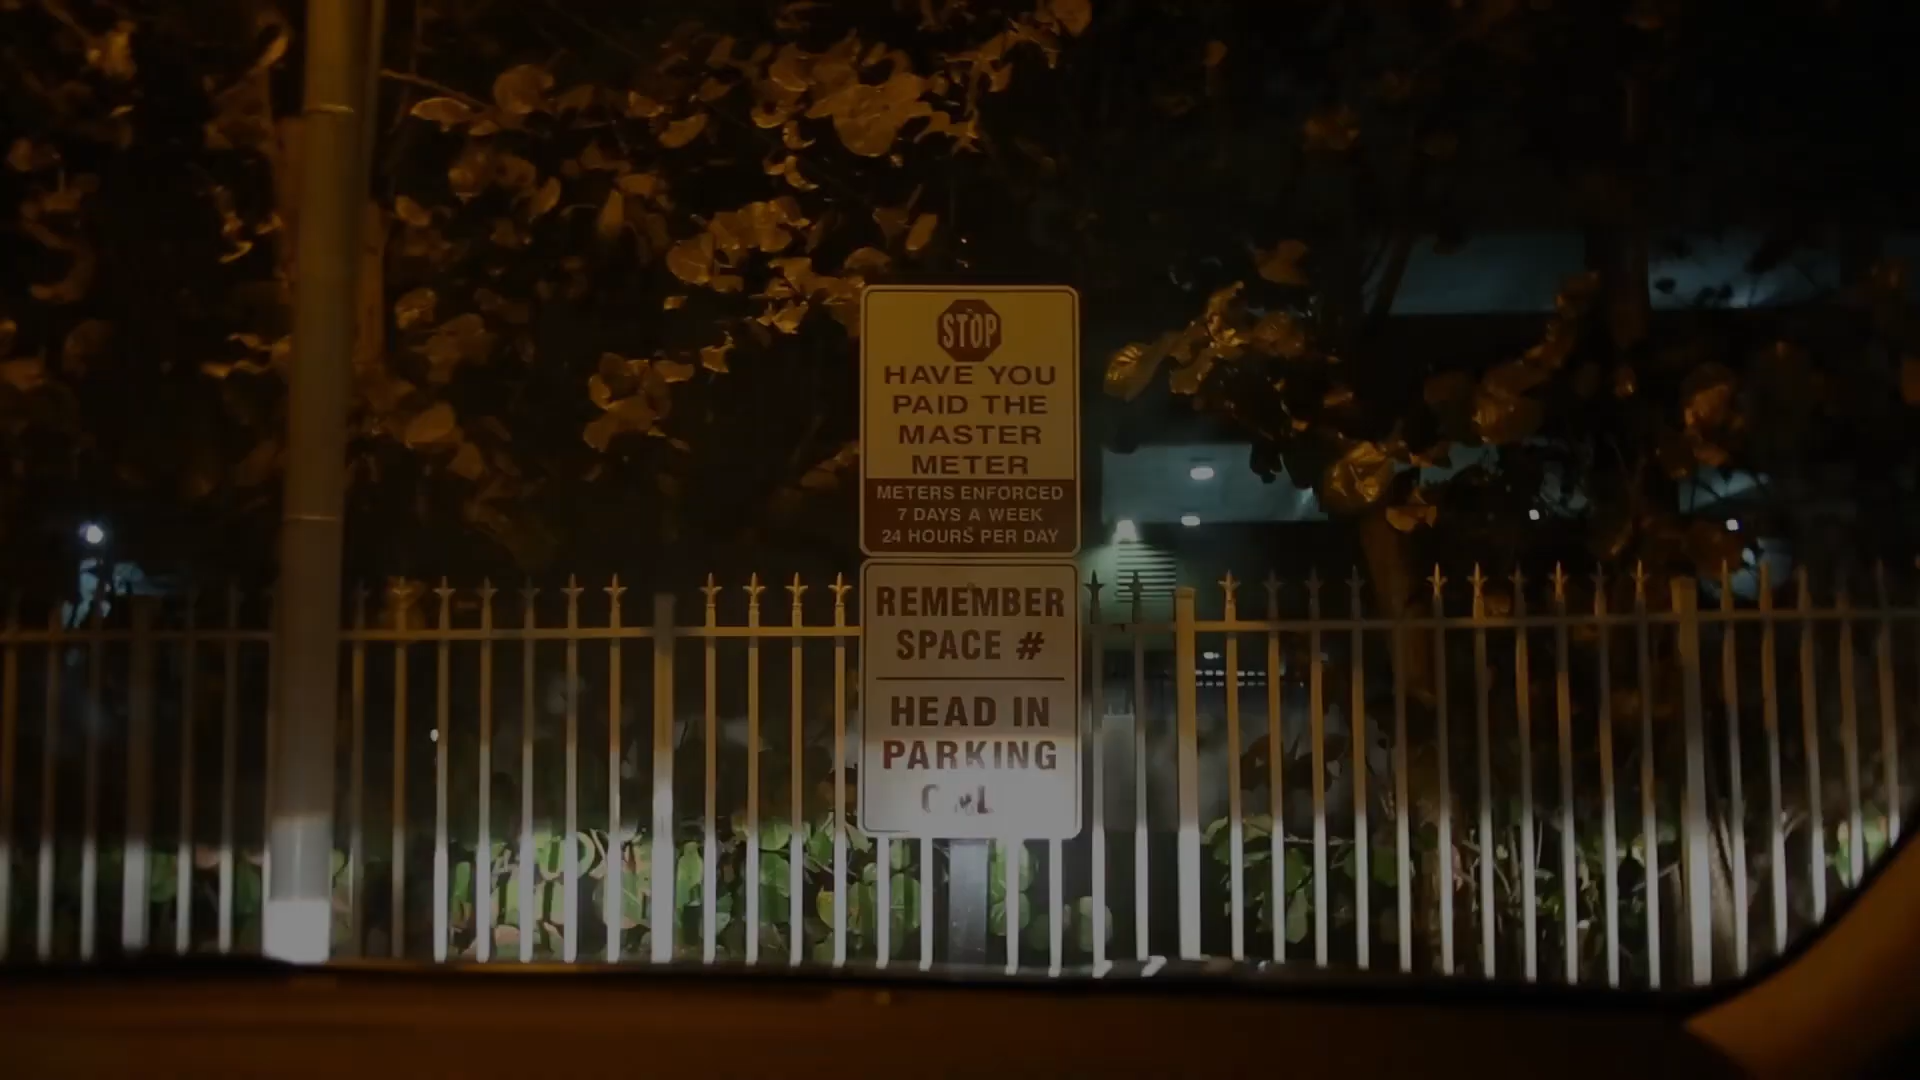 STOP
HAVE YOU
PAID THE
MASTER
METER
METERS ENFORCED
7 DAYS A WEEK
24 HOURS PER DAY
REMEMBER
SPACE #
HEAD IN
PARKING